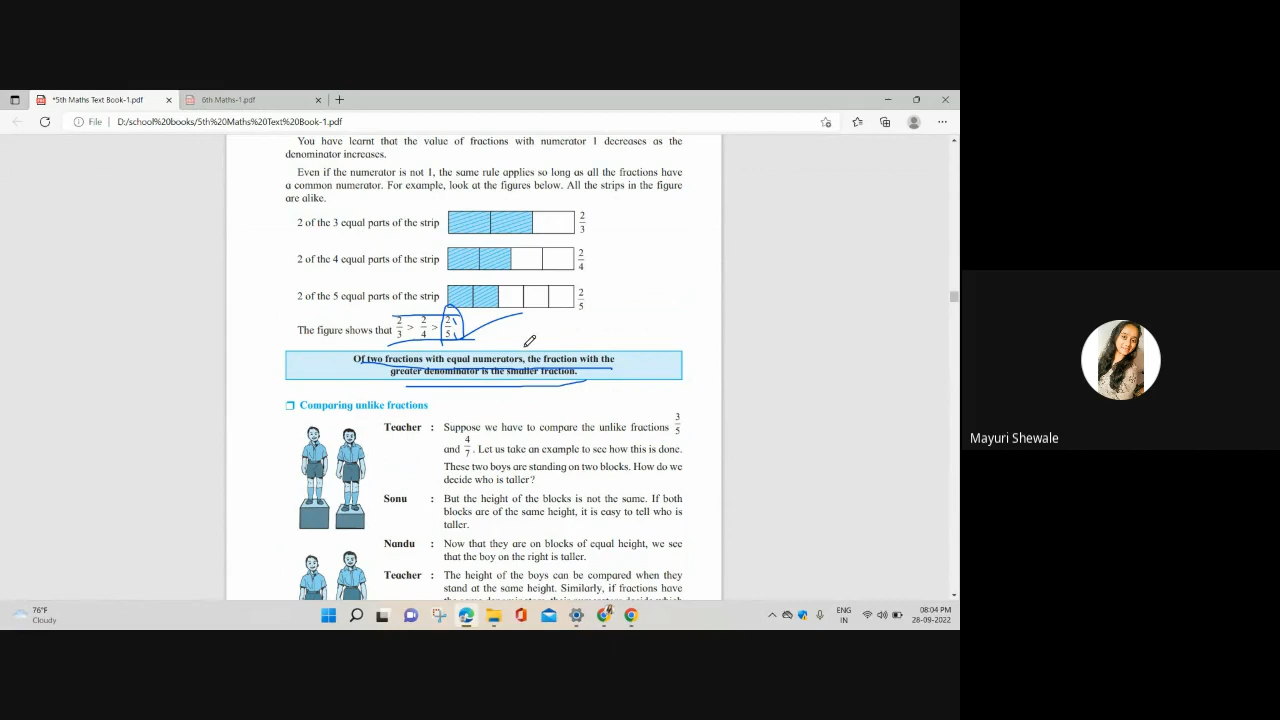 *5th Maths Text Book-1.pdf
6th Maths-1.pdf
File
D:/school%20books/5th%20Maths%20Text%20Book-1.pdf
You have learnt that the value of fractions with numerator 1 decreases as the
denominator increases.
Even if the numerator is not 1, the same rule applies so long as all the fractions have
a common numerator. For example, look at the figures below. All the strips in the figure
are alike.
2 of the 3 equal parts of the strip 2/3
2 of the 4 equal parts of the strip 2/4
2 of the 5 equal parts of the strip 2/5
The figure shows that 2/3 > 2/4 > 2/5
Of two fractions with equal numerators, the fraction with the
greater denominator is the smaller fraction.
Comparing unlike fractions
Teacher : Suppose we have to compare the unlike fractions 3/5
and 4/7. Let us take an example to see how this is done.
These two boys are standing on two blocks. How do we
decide who is taller?
Sonu : But the height of the blocks is not the same. If both
blocks are of the same height, it is easy to tell who is
taller.
Nandu : Now that they are on blocks of equal height, we see
that the boy on the right is taller.
Teacher : The height of the boys can be compared when they
stand at the same height. Similarly, if fractions have
Mayuri Shewale
76°F
Cloudy
ENG
IN
08:04 PM
28-09-2022